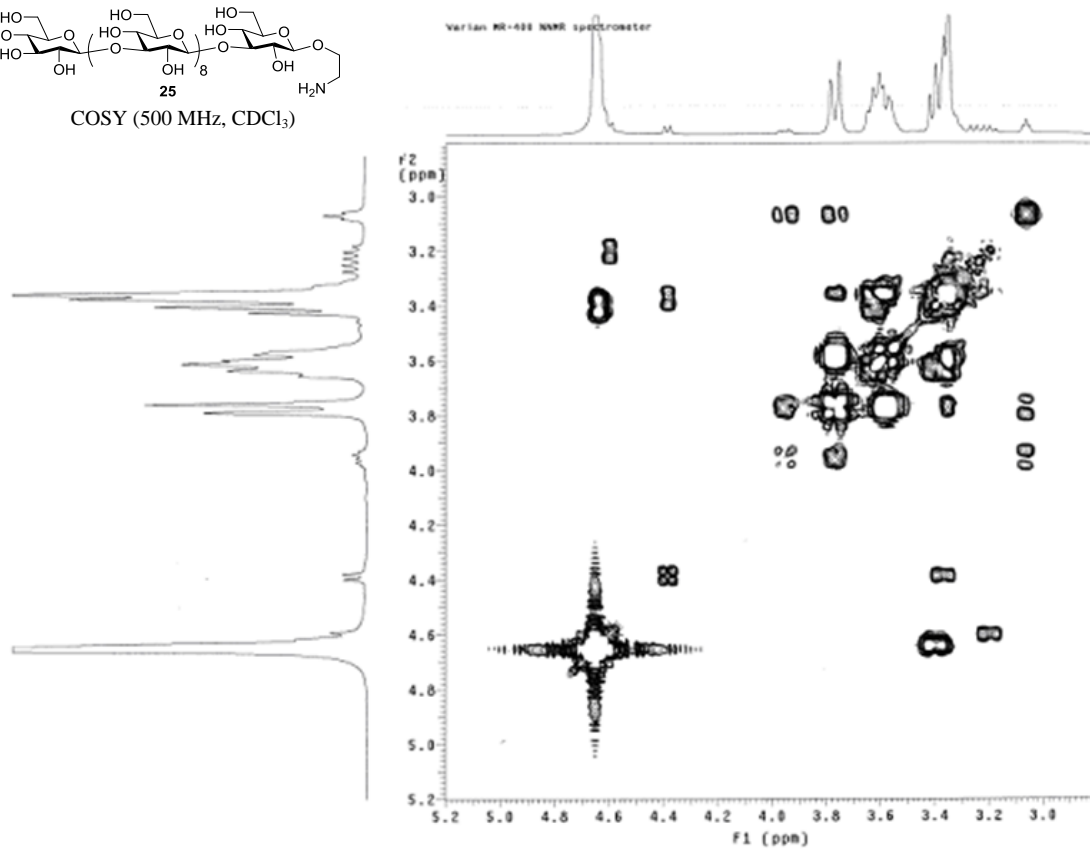 HO
O
HO
O
OH
HO
HO
O
O
OH
8
HO
HO
O
O
OH
O
H2N
25
COSY (500 MHz, CDCl3)
Varian MR-400 NNMR spectrometer
F2
(ppm)
3.0
3.2
3.4
3.6
3.8
4.0
4.2
4.4
4.6
4.8
5.0
5.2
5.2 5.0 4.8 4.6 4.4 4.2 4.0 3.8 3.6 3.4 3.2 3.0
F1 (ppm)